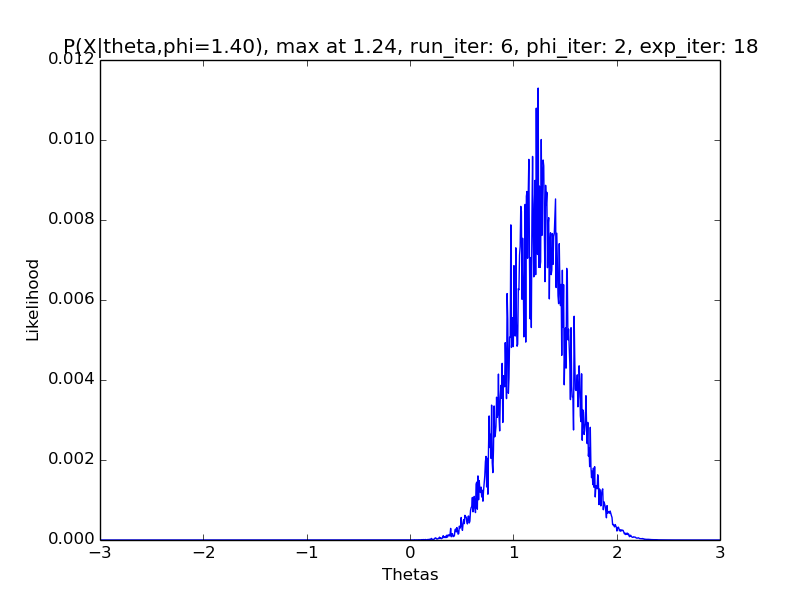 P(X|theta,phi=1.40), max at 1.24, run_iter: 6, phi_iter: 2, exp_iter: 18
0.012
0.010
0.008
0.006
0.004
0.002
0.000
Likelihood
−3 −2 −1 0 1 2 3
Thetas